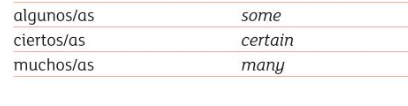 algunos/as some
ciertos/as certain
muchos/as many